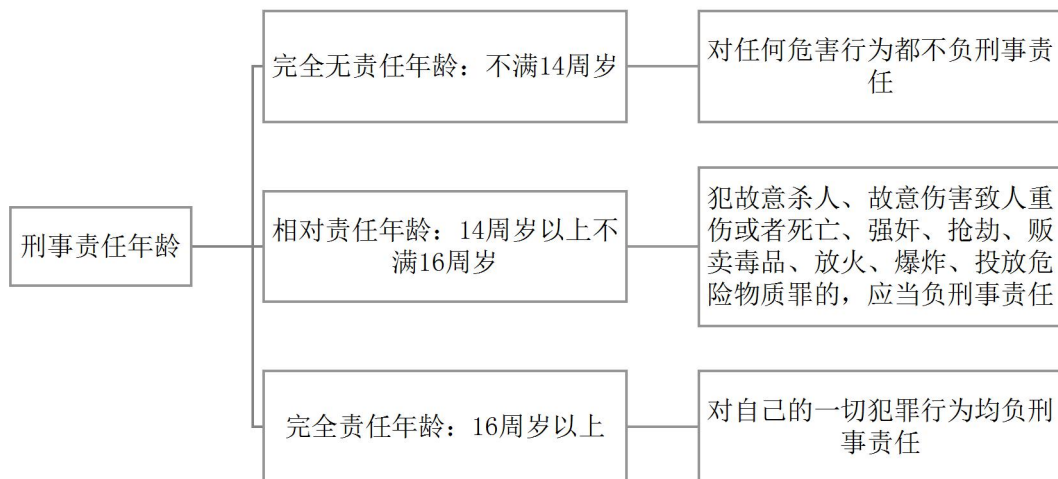 完全无责任年龄：不满14周岁
对任何危害行为都不负刑事责
任
刑事责任年龄
相对责任年龄：14周岁以上不
满16周岁
犯故意杀人、故意伤害致人重
伤或者死亡、强奸、抢劫、贩
卖毒品、放火、爆炸、投放危
险物质罪的，应当负刑事责任
完全责任年龄：16周岁以上
对自己的一切犯罪行为均负刑
事责任